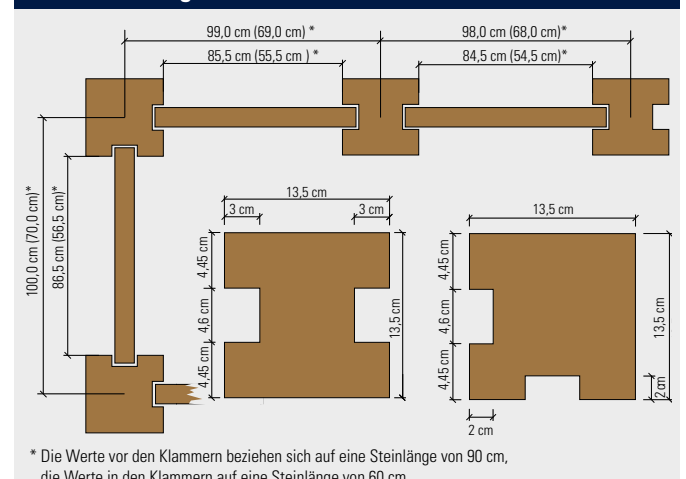 99,0 cm (69,0 cm) *
98,0 cm (68,0 cm)*
85,5 cm (55,5 cm ) *
84,5 cm (54,5 cm)*
100,0 cm (70,0 cm)*
86,5 cm (56,5 cm)*
13,5 cm
3 cm
3 cm
4,45 cm
4,6 cm
4,45 cm
13,5 cm
13,5 cm
4,45 cm
4,6 cm
4,45 cm
13,5 cm
2 cm
2 cm
* Die Werte vor den Klammern beziehen sich auf eine Steinlänge von 90 cm,
die Werte in den Klammern auf eine Steinlänge von 60 cm